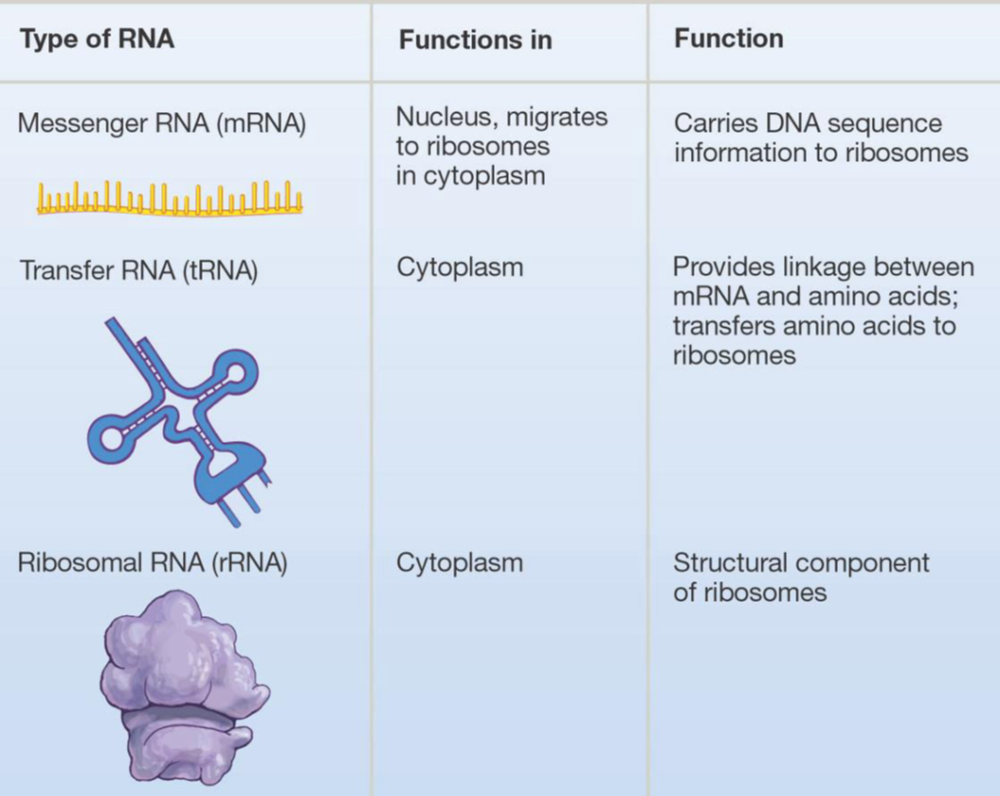 Type of RNA
Functions in
Function
Messenger RNA (mRNA)
Nucleus, migrates
to ribosomes
in cytoplasm
Carries DNA sequence
information to ribosomes
Transfer RNA (tRNA)
Cytoplasm
Provides linkage between
mRNA and amino acids;
transfers amino acids to
ribosomes
Ribosomal RNA (rRNA)
Cytoplasm
Structural component
of ribosomes